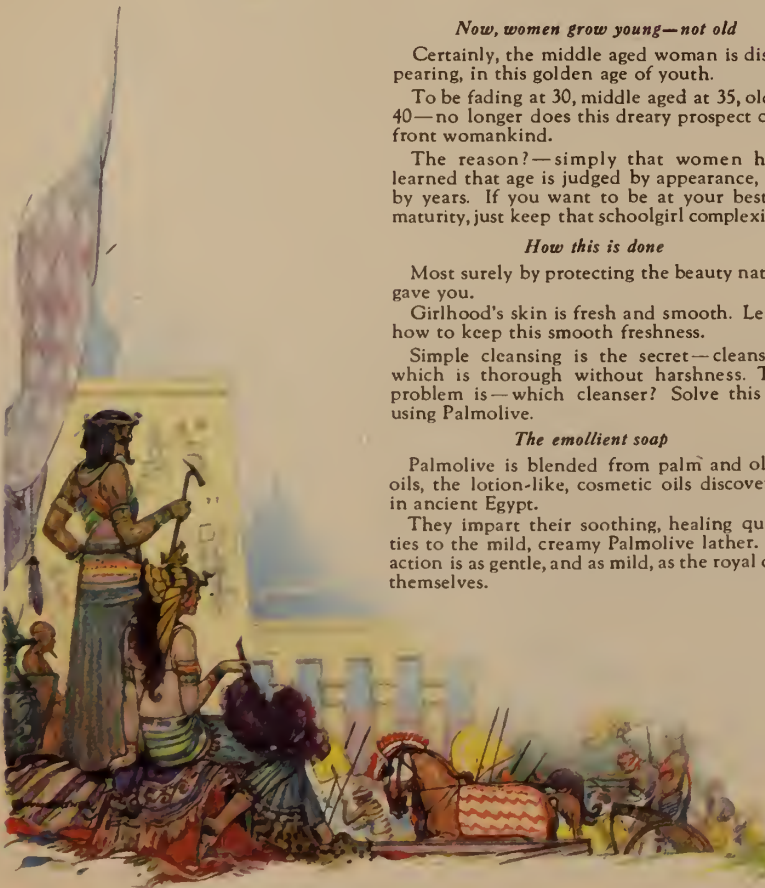 Now, women grow young—not old
Certainly, the middle aged woman is dis
pearing, in this golden age of youth.
To be fading at 30, middle aged at 35, old
40—no longer does this dreary prospect c
front womankind.
The reason?—simply that women h
learned that age is judged by appearance,
by years. If you want to be at your best
maturity, just keep that schoolgirl complexi
How this is done
Most surely by protecting the beauty nat
gave you.
Girlhood's skin is fresh and smooth. Le
how to keep this smooth freshness.
Simple cleansing is the secret—cleans
which is thorough without harshness. T
problem is—which cleanser? Solve this
using Palmolive.
The emollient soap
Palmolive is blended from palm and ol
oils, the lotion-like, cosmetic oils discove
in ancient Egypt.
They impart their soothing, healing qu
ties to the mild, creamy Palmolive lather.
action is as gentle, and as mild, as the royal o
themselves.